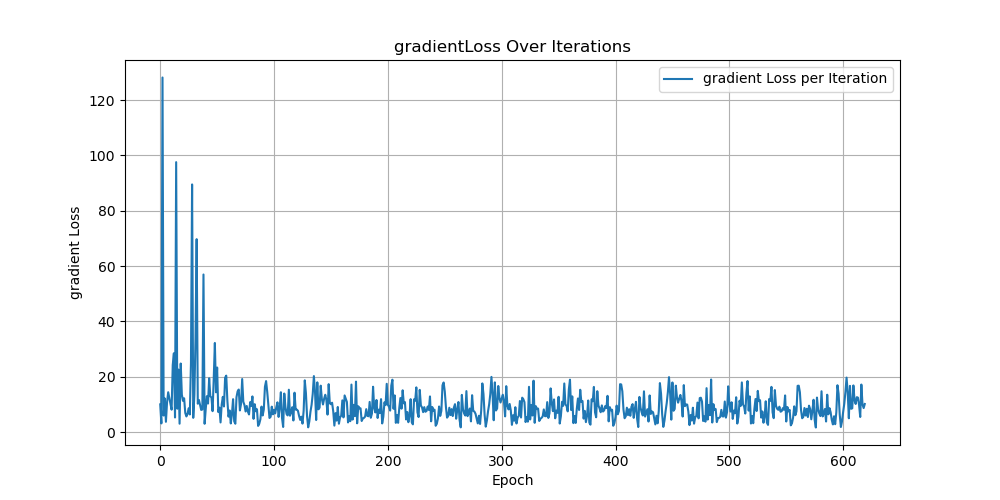 gradientLoss Over Iterations
gradient Loss per Iteration
120
100
80
60
40
20
0
gradient Loss
0 100 200 300 400 500 600
Epoch